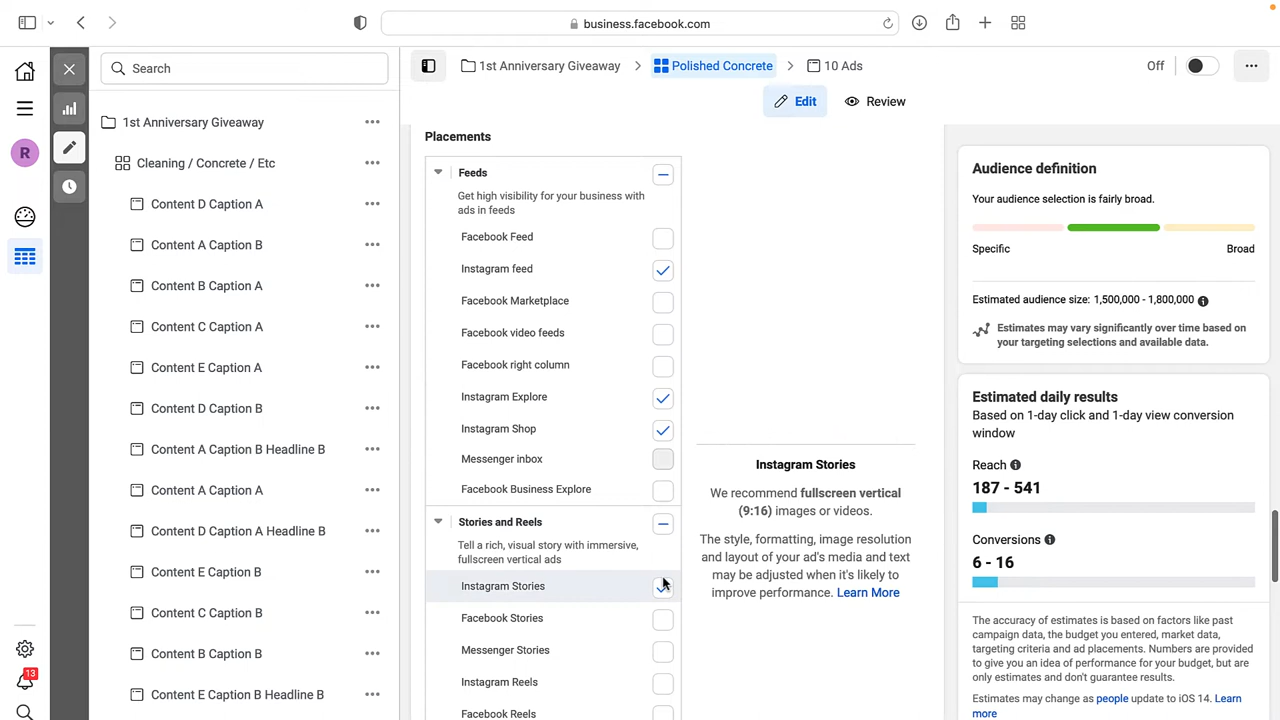 business.facebook.com
Search
1st Anniversary Giveaway
Cleaning / Concrete / Etc
Content D Caption A
Content A Caption B
Content B Caption A
Content C Caption A
Content E Caption A
Content D Caption B
Content A Caption B Headline B
Content A Caption A
Content D Caption A Headline B
Content E Caption B
Content C Caption B
Content B Caption B
Content E Caption B Headline B
R
13
1st Anniversary Giveaway
Polished Concrete
10 Ads
Off
Edit
Review
Placements
Feeds
Get high visibility for your business with
ads in feeds
Facebook Feed
Instagram feed
Facebook Marketplace
Facebook video feeds
Facebook right column
Instagram Explore
Instagram Shop
Messenger inbox
Facebook Business Explore
Stories and Reels
Tell a rich, visual story with immersive,
fullscreen vertical ads
Instagram Stories
Facebook Stories
Messenger Stories
Instagram Reels
Facebook Reels
Instagram Stories
We recommend fullscreen vertical
(9:16) images or videos.
The style, formatting, image resolution
and layout of your ad's media and text
may be adjusted when it's likely to
improve performance. Learn More
Audience definition
Your audience selection is fairly broad.
Specific
Broad
Estimated audience size: 1,500,000 - 1,800,000
Estimates may vary significantly over time based on
your targeting selections and available data.
Estimated daily results
Based on 1-day click and 1-day view conversion
window
Reach
187 - 541
Conversions
6 - 16
The accuracy of estimates is based on factors like past
campaign data, the budget you entered, market data,
targeting criteria and ad placements. Numbers are provided
to give you an idea of performance for your budget, but are
only estimates and don't guarantee results.
Estimates may change as people update to iOS 14. Learn
more